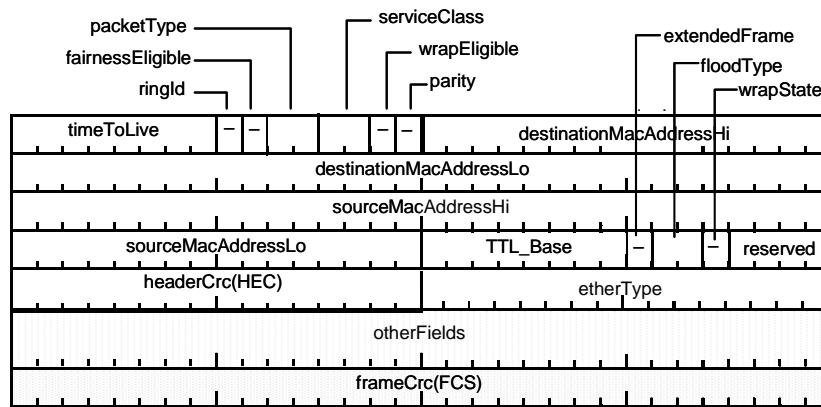 serviceClass
packetType
extendedFrame
wrapEligible
fairnessEligible
floodType
ringId
parity
wrapState
timeToLive – – – – destinationMacAddressHi
destinationMacAddressLo
sourceMacAddressHi
sourceMacAddressLo TTL_Base – – reserved
headerCrc(HEC) etherType
otherFields
frameCrc(FCS)